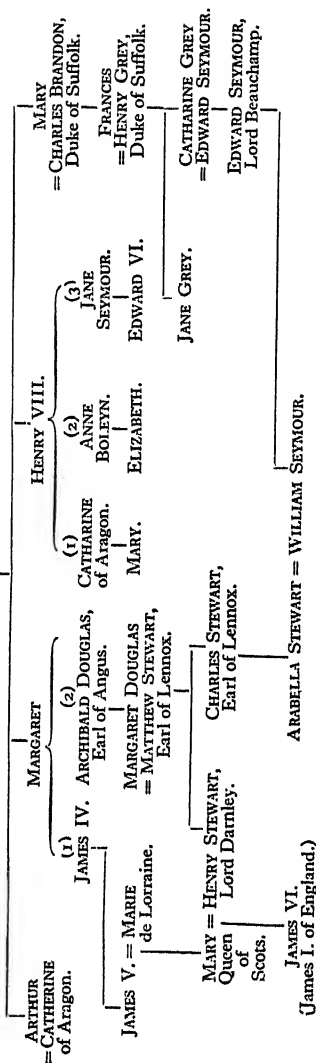 ARTHUR
=CATHERINE
of Aragon.
MARGARET
HENRY VIII.
MARY
=CHARLES BRANDON,
Duke of Suffolk.
(1)
JAMES IV.
(2)
ARCHIBALD DOUGLAS,
Earl of Angus.
(1)
CATHARINE
of Aragon.
(2)
ANNE
BOLEYN.
(3)
JANE
SEYMOUR.
FRANCES
=HENRY GREY,
Duke of Suffolk.
JAMES V. = MARIE
de Lorraine.
MARGARET DOUGLAS
= MATTHEW STEWART,
Earl of Lennox.
MARY.
ELIZABETH.
EDWARD VI.
JANE GREY.
CATHARINE GREY
=EDWARD SEYMOUR.
MARY = HENRY STEWART,
Queen
of
Scots.
Lord Darnley.
CHARLES STEWART,
Earl of Lennox.
EDWARD SEYMOUR,
Lord Beauchamp.
JAMES VI.
(James I. of England.)
ARABELLA STEWART = WILLIAM SEYMOUR.